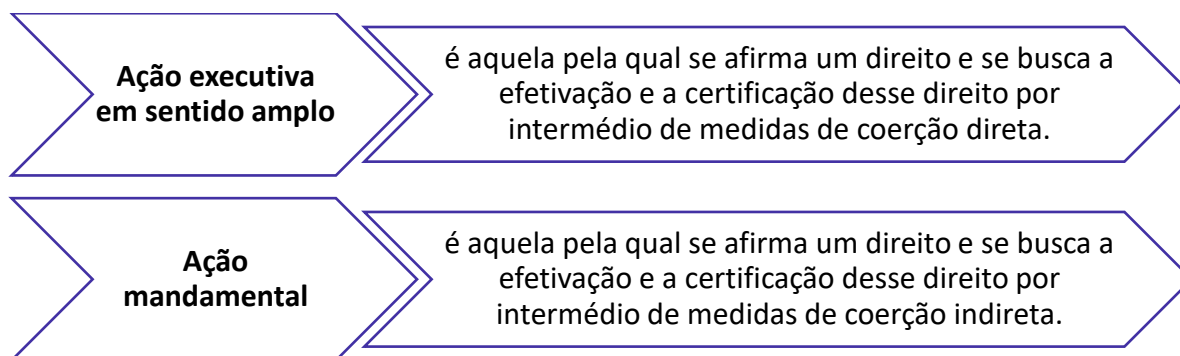 Ação executiva
em sentido amplo
é aquela pela qual se afirma um direito e se busca a
efetivação e a certificação desse direito por
intermédio de medidas de coerção direta.
Ação
mandamental
é aquela pela qual se afirma um direito e se busca a
efetivação e a certificação desse direito por
intermédio de medidas de coerção indireta.